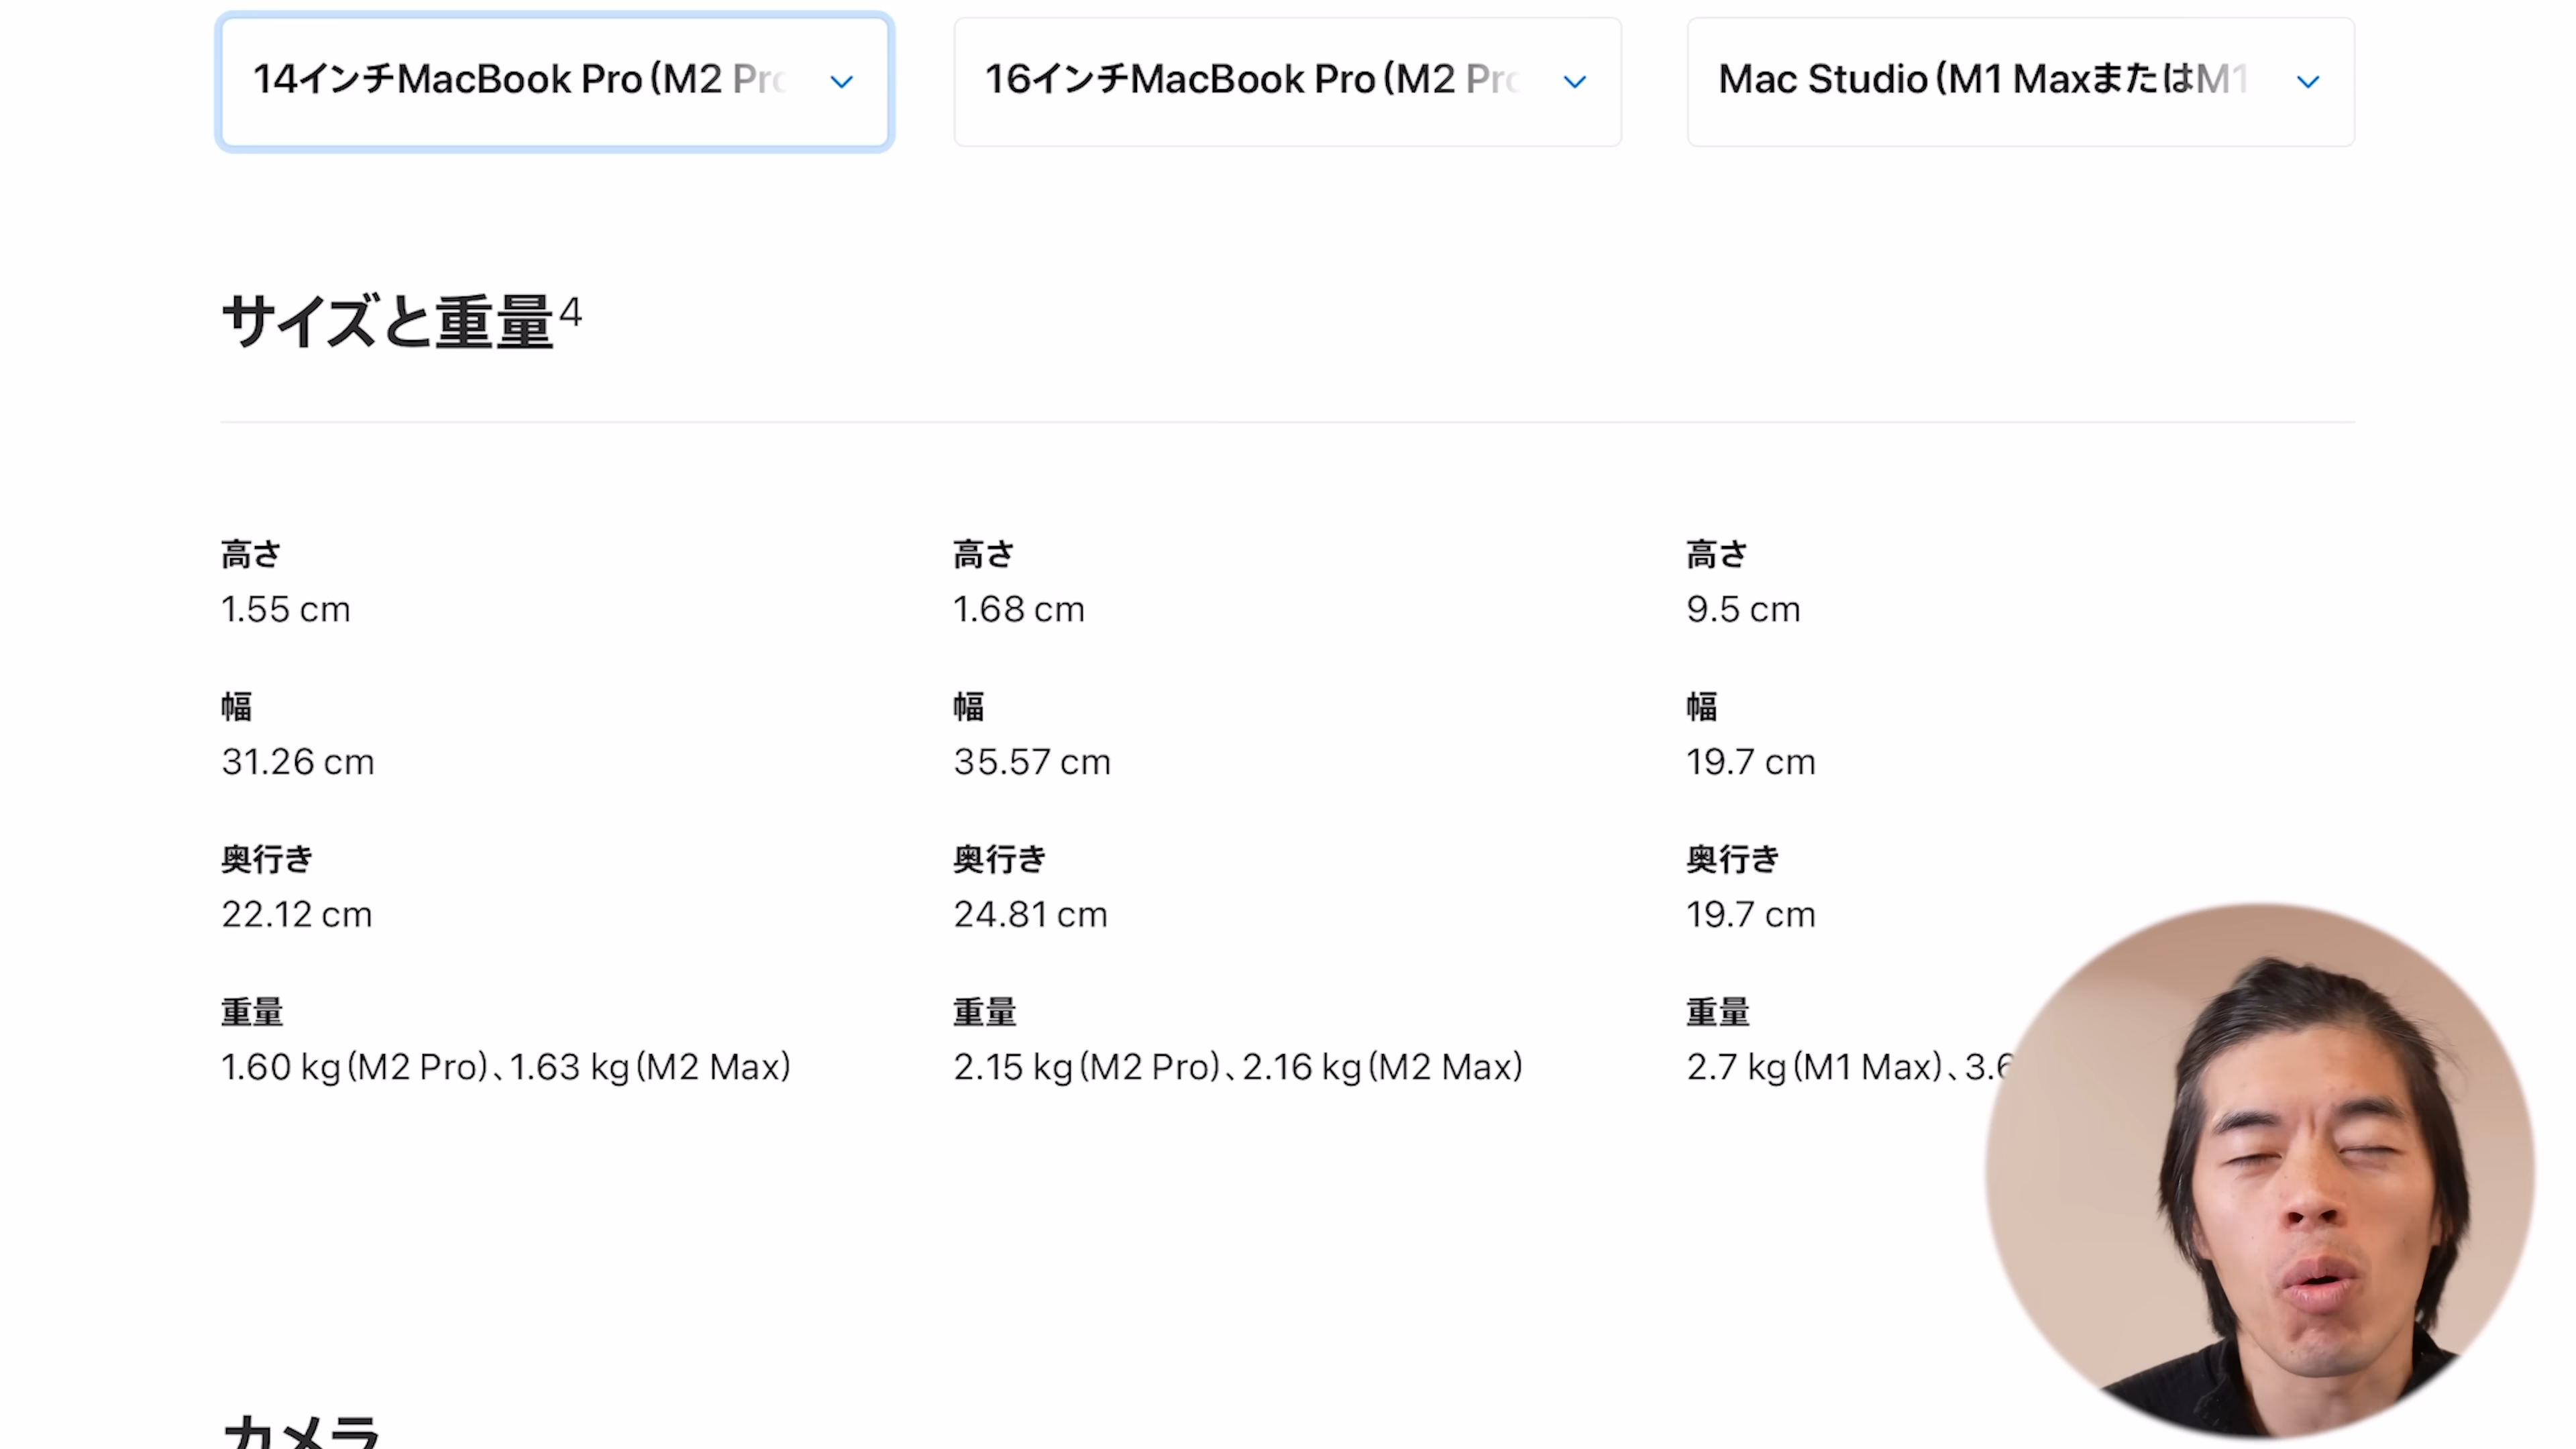 14インチMacBook Pro(M2 Pro
16インチMacBook Pro(M2 Pro
Mac Studio(M1 MaxまたはM1
サイズと重量4
高さ
1.55 cm
幅
31.26 cm
奥行き
22.12 cm
重量
1.60 kg(M2 Pro)、1.63 kg(M2 Max)
高さ
1.68 cm
幅
35.57 cm
奥行き
24.81 cm
重量
2.15 kg(M2 Pro)、2.16 kg(M2 Max)
高さ
9.5 cm
幅
19.7 cm
奥行き
19.7 cm
重量
2.7 kg(M1 Max)、3.6
カメラ